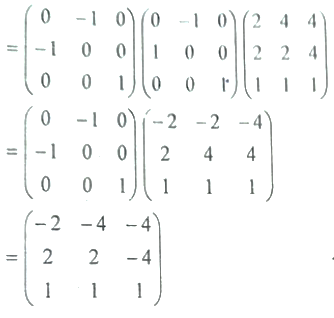 = ( 0 -1 0 ) ( 0 -1 0 ) ( 2 4 4 )
( -1 0 0 ) ( 1 0 0 ) ( 2 2 4 )
( 0 0 1 ) ( 0 0 1 ) ( 1 1 1 )
= ( 0 -1 0 ) ( -2 -2 -4 )
( -1 0 0 ) ( 2 4 4 )
( 0 0 1 ) ( 1 1 1 )
= ( -2 -4 -4 )
( 2 2 -4 )
( 1 1 1 ) .